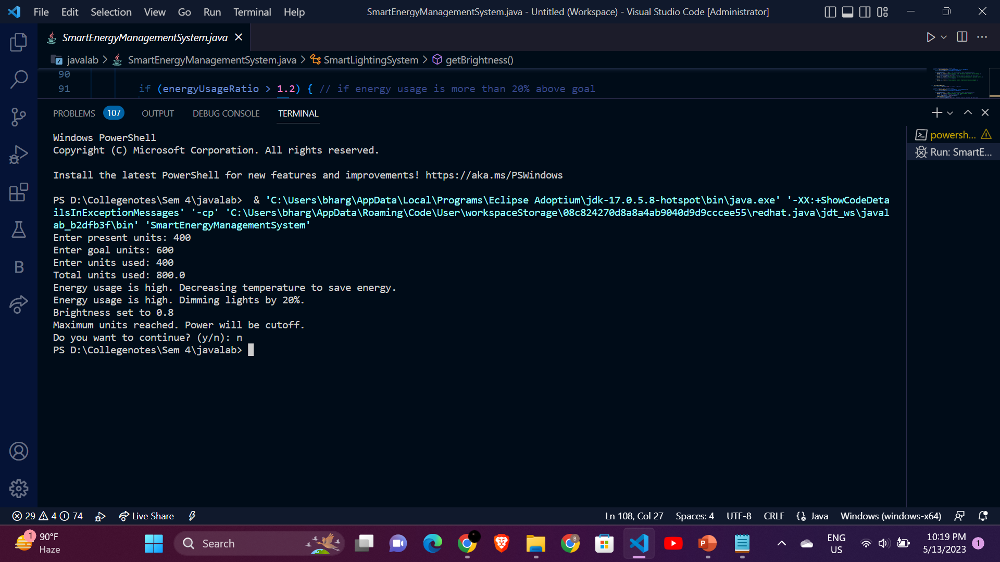 File Edit Selection View Go Run Terminal Help SmartEnergyManagementSystem.java - Untitled (Workspace) - Visual Studio Code [Administrator]
SmartEnergyManagementSystem.java
javalab > SmartEnergyManagementSystem.java > SmartLightingSystem > getBrightness()
90
91 if (energyUsageRatio > 1.2) { // if energy usage is more than 20% above goal
PROBLEMS 107 OUTPUT DEBUG CONSOLE TERMINAL
powersh...
Run: SmartE...
Windows PowerShell
Copyright (C) Microsoft Corporation. All rights reserved.
Install the latest PowerShell for new features and improvements! https://aka.ms/PSWindows
PS D:\Collegenotes\Sem 4\javalab>  & 'C:\Users\bharg\AppData\Local\Programs\Eclipse Adoptium\jdk-17.0.5.8-hotspot\bin\java.exe' '-XX:+ShowCodeDeta
ilsInExceptionMessages' '-cp' 'C:\Users\bharg\AppData\Roaming\Code\User\workspaceStorage\08c824270d8a8a4ab9040d9d9cccee55\redhat.java\jdt_ws\javal
ab_b2dfb3f\bin' 'SmartEnergyManagementSystem'
Enter present units: 400
Enter goal units: 600
Enter units used: 400
Total units used: 800.0
Energy usage is high. Decreasing temperature to save energy.
Energy usage is high. Dimming lights by 20%.
Brightness set to 0.8
Maximum units reached. Power will be cutoff.
Do you want to continue? (y/n): n
PS D:\Collegenotes\Sem 4\javalab>
29 4 74 Live Share Ln 108, Col 27 Spaces: 4 UTF-8 CRLF Java Windows (windows-x64)
1 90°F
Haze
Search
ENG
US
10:19 PM
5/13/2023
1